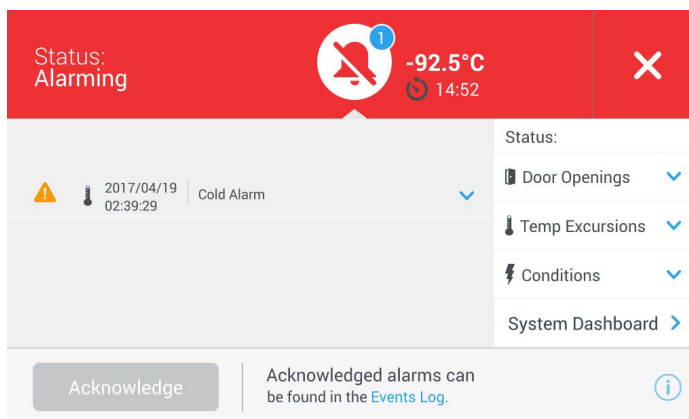 Status:
Alarming
1
-92.5°C
14:52
2017/04/19
02:39:29
Cold Alarm
Status:
Door Openings
Temp Excursions
Conditions
System Dashboard
Acknowledge
Acknowledged alarms can
be found in the Events Log.